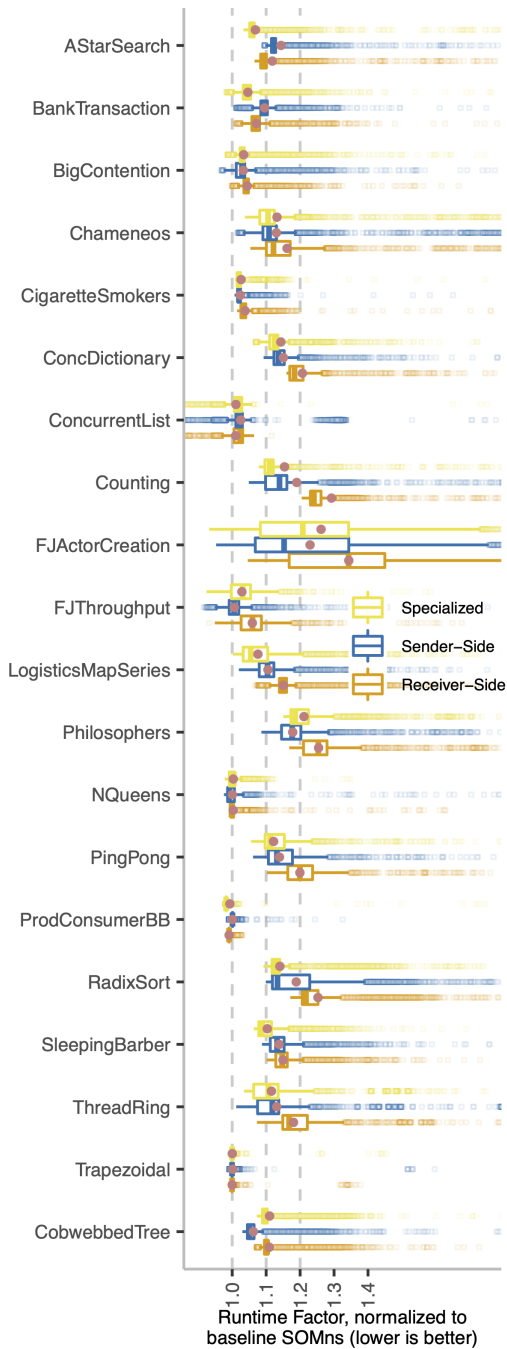 AStarSearch
BankTransaction
BigContention
Chameneos
CigaretteSmokers
ConcDictionary
ConcurrentList
Counting
FJActorCreation
FJThroughput
Specialized
Sender−Side
LogisticsMapSeries
Receiver−Side
Philosophers
NQueens
PingPong
ProdConsumerBB
RadixSort
SleepingBarber
ThreadRing
Trapezoidal
CobwebbedTree
1.0 1.1 1.2 1.3 1.4
Runtime Factor, normalized to
baseline SOMns (lower is better)